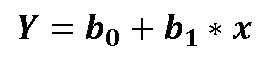 Y = b₀ + b₁ * x